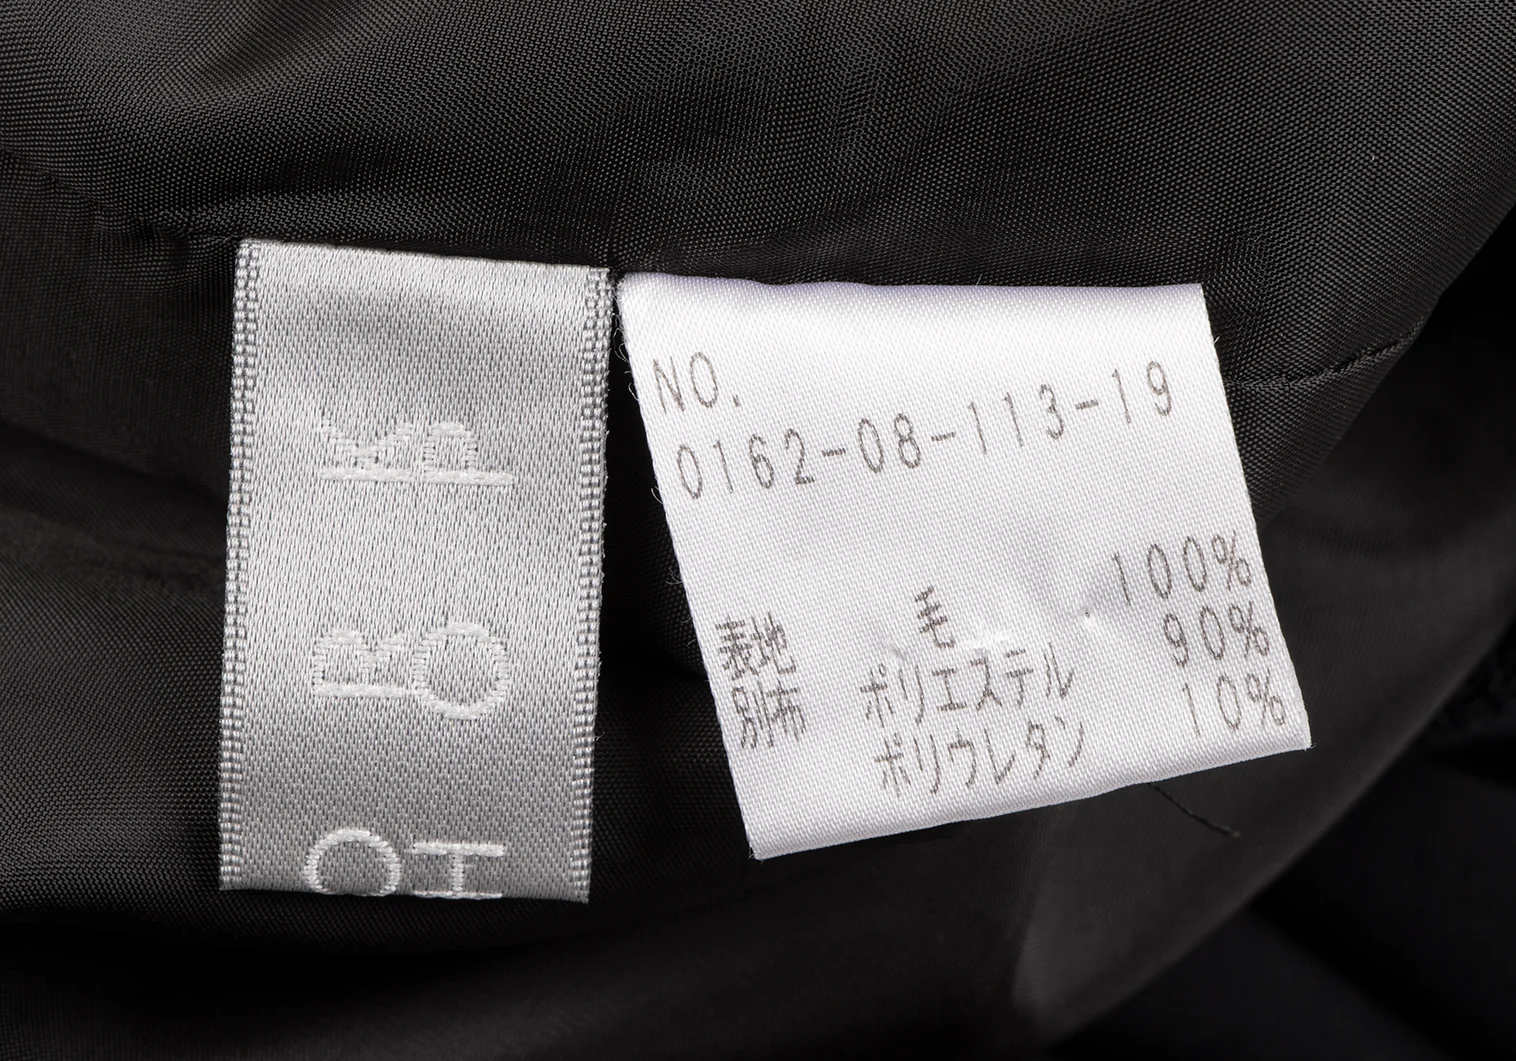 NO.
0162-08-113-19
表地 毛 100%
別布 ポリエステル 90%
ポリウレタン 10%